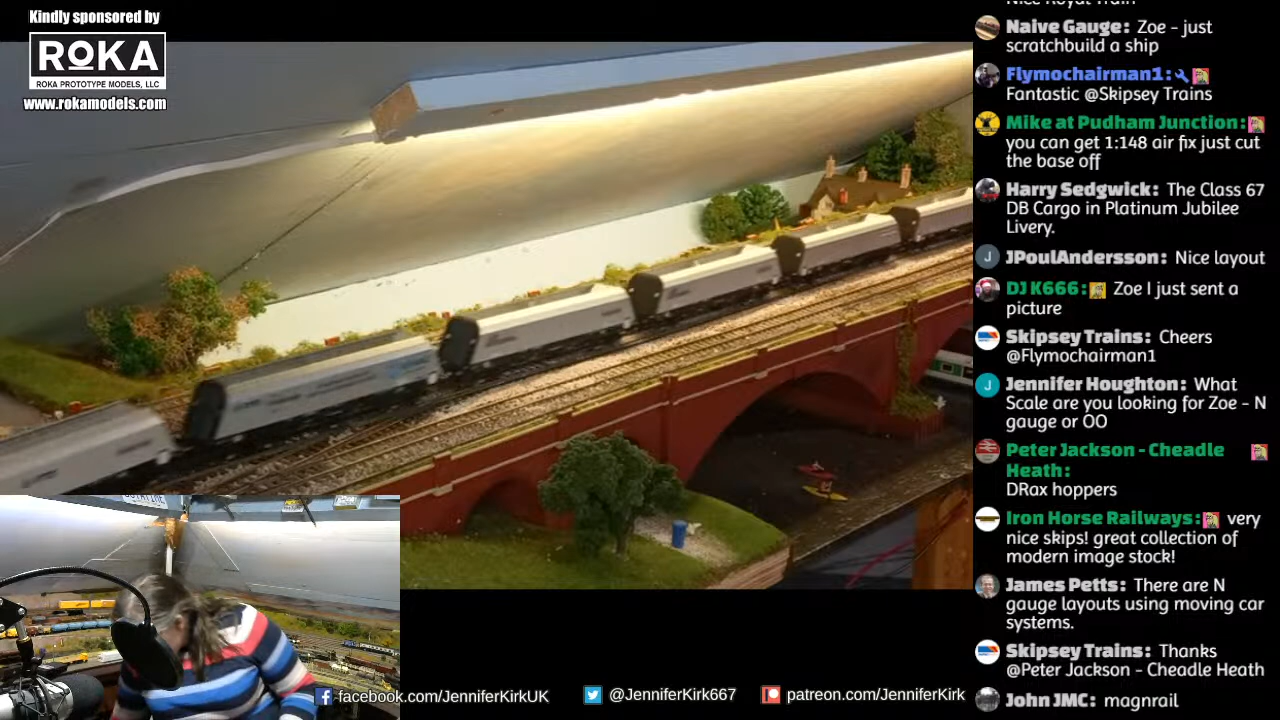 Kindly sponsored by
ROKA
ROKA PROTOTYPE MODELS, LLC
www.rokamodels.com
Nice Royal Train
Naive Gauge: Zoe - just
scratchbuild a ship
Flymochairman1:
Fantastic @Skipsey Trains
Mike at Pudham Junction:
you can get 1:148 air fix just cut
the base off
Harry Sedgwick: The Class 67
DB Cargo in Platinum Jubilee
Livery.
J JPoulAndersson: Nice layout
DJ K666: Zoe I just sent a
picture
Skipsey Trains: Cheers
@Flymochairman1
J Jennifer Houghton: What
Scale are you looking for Zoe - N
gauge or OO
Peter Jackson - Cheadle
Heath:
DRax hoppers
Iron Horse Railways: very
nice skips! great collection of
modern image stock!
James Petts: There are N
gauge layouts using moving car
systems.
Skipsey Trains: Thanks
@Peter Jackson - Cheadle Heath
John JMC: magnrail
facebook.com/JenniferKirkUK
@JenniferKirk667
patreon.com/JenniferKirk